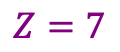 Z = 7